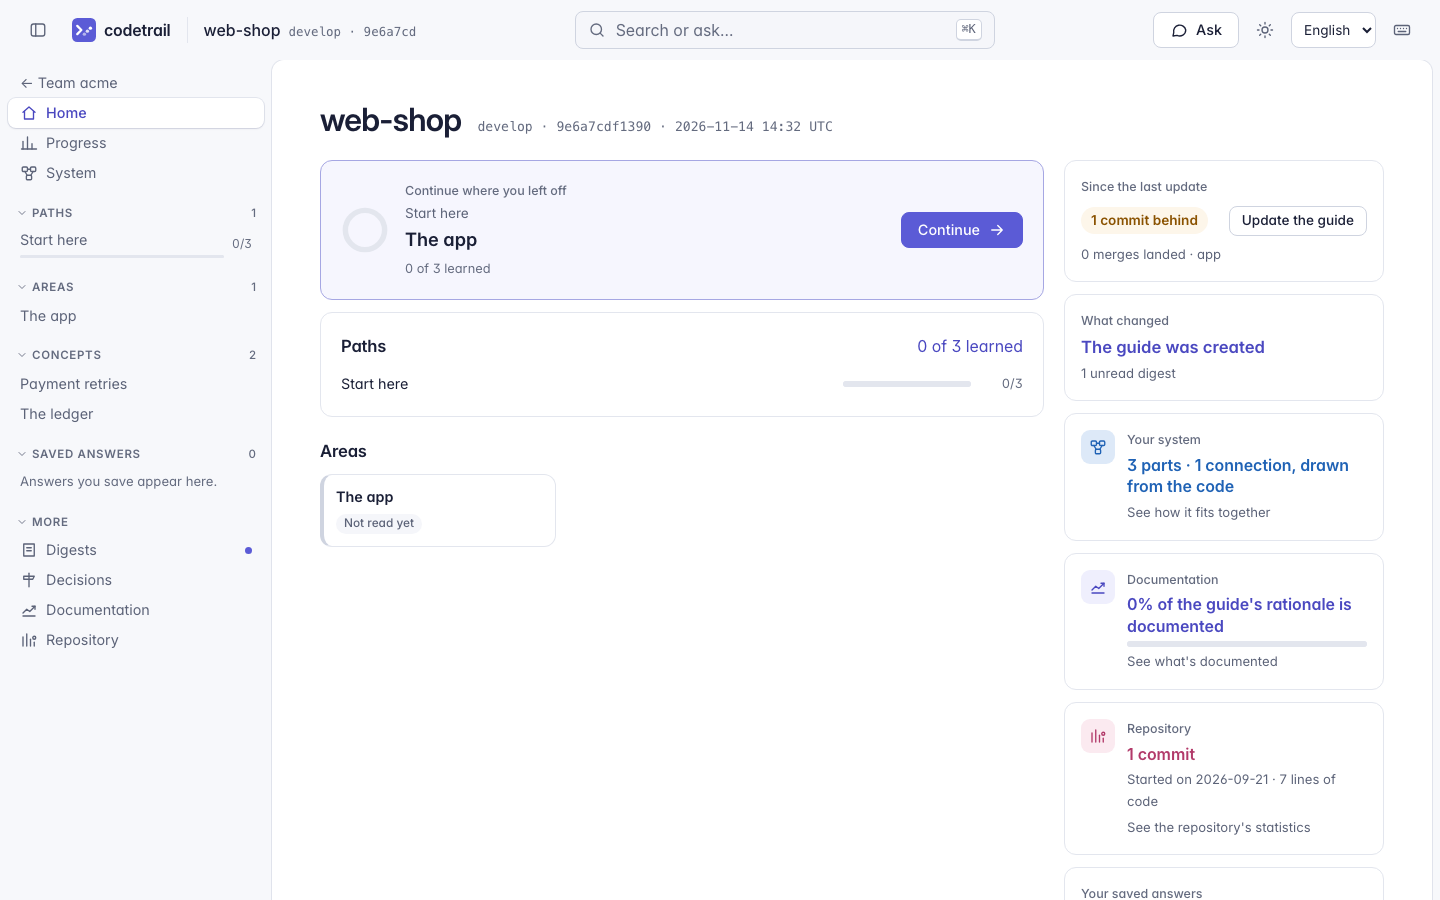 codetrail
web-shop develop · 9e6a7cd
Search or ask...
⌘K
Ask
English
← Team acme
Home
Progress
System
PATHS 1
Start here 0/3
AREAS 1
The app
CONCEPTS 2
Payment retries
The ledger
SAVED ANSWERS 0
Answers you save appear here.
MORE
Digests
Decisions
Documentation
Repository
web-shop develop · 9e6a7cdf1390 · 2026-11-14 14:32 UTC
Continue where you left off
Start here
The app
0 of 3 learned
Continue →
Paths 0 of 3 learned
Start here 0/3
Areas
The app
Not read yet
Since the last update
1 commit behind Update the guide
0 merges landed · app
What changed
The guide was created
1 unread digest
Your system
3 parts · 1 connection, drawn
from the code
See how it fits together
Documentation
0% of the guide's rationale is
documented
See what's documented
Repository
1 commit
Started on 2026-09-21 · 7 lines of
code
See the repository's statistics
Your saved answers